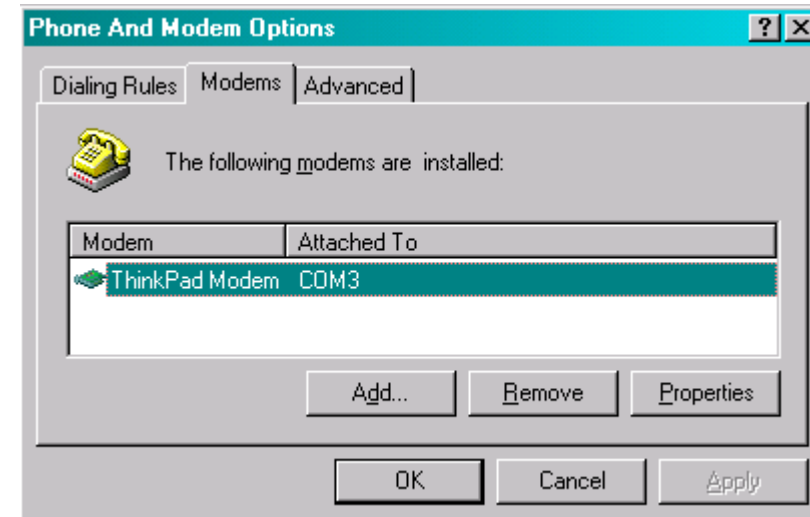 Phone And Modem Options
Dialing Rules Modems Advanced
The following modems are installed:
Modem Attached To
ThinkPad Modem COM3
Add... Remove Properties
OK Cancel Apply